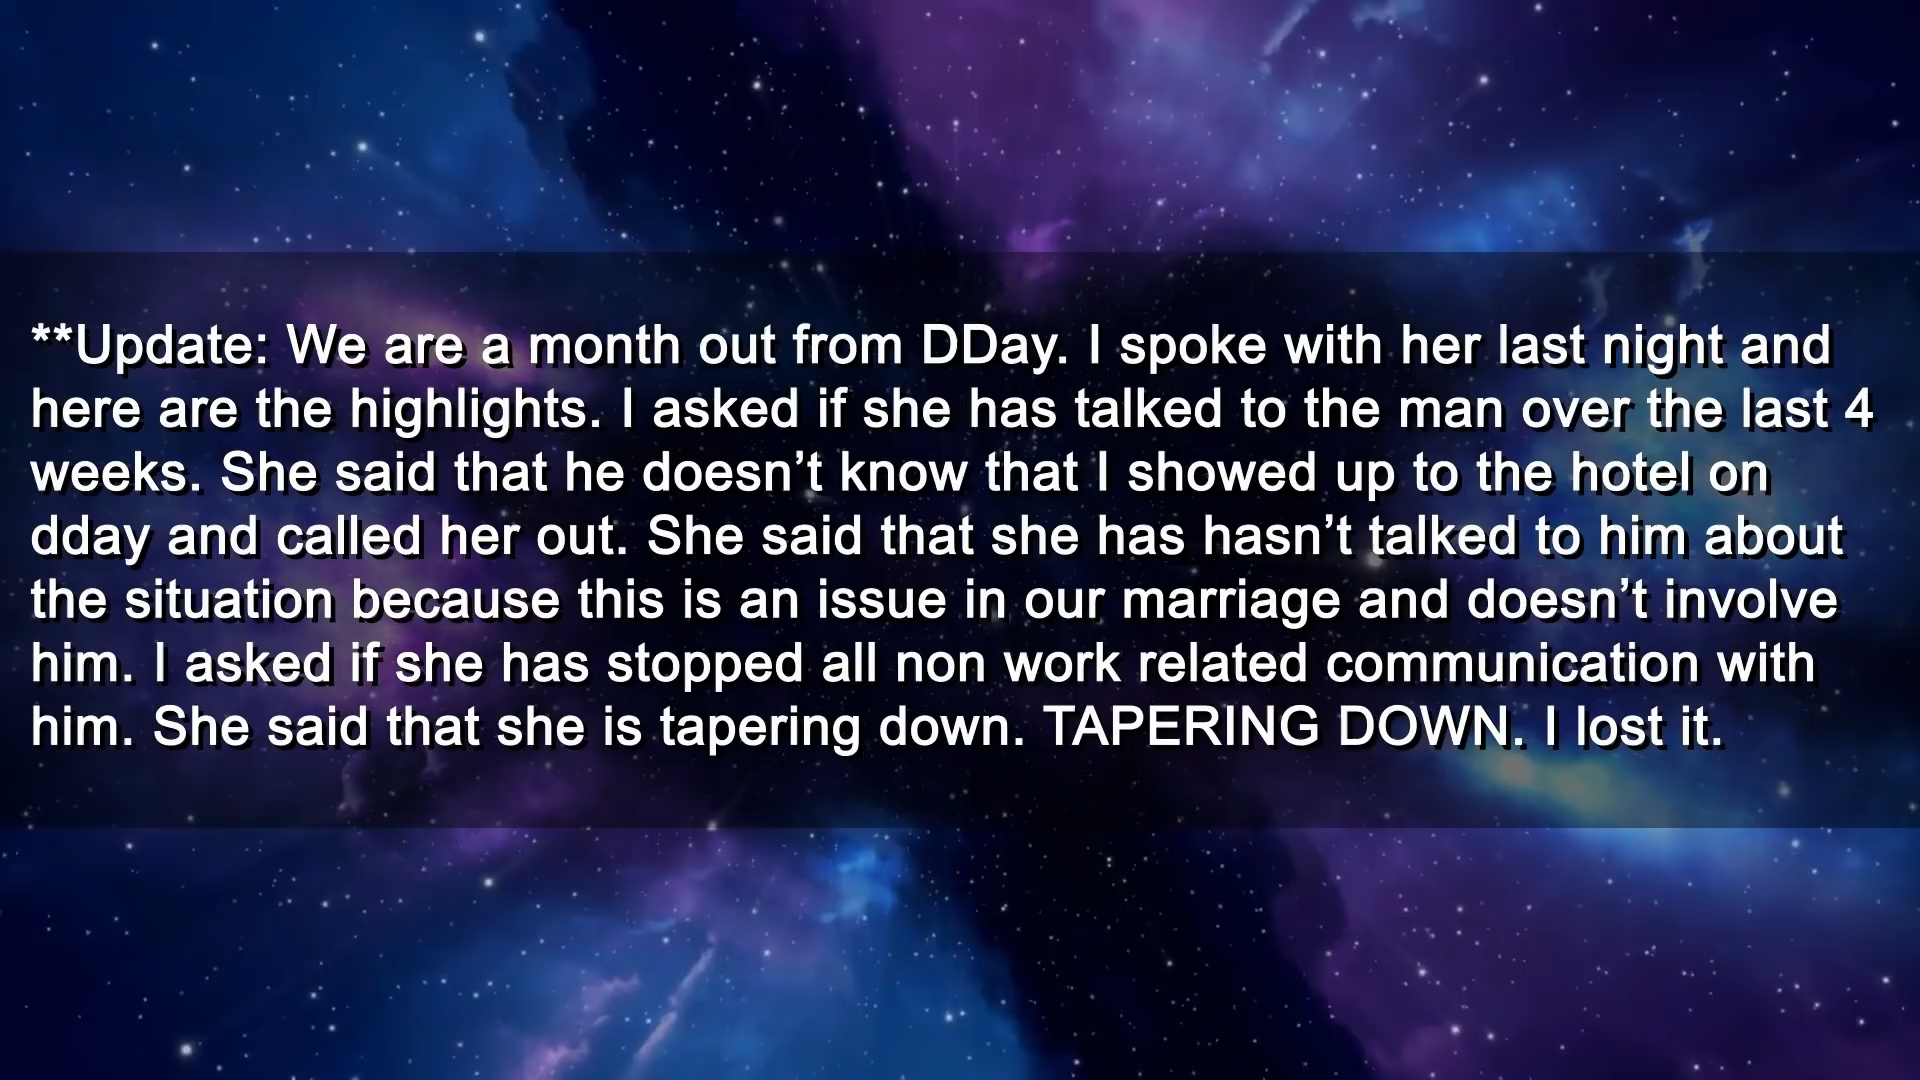 **Update: We are a month out from DDay. I spoke with her last night and
here are the highlights. I asked if she has talked to the man over the last 4
weeks. She said that he doesn’t know that I showed up to the hotel on
dday and called her out. She said that she has hasn’t talked to him about
the situation because this is an issue in our marriage and doesn’t involve
him. I asked if she has stopped all non work related communication with
him. She said that she is tapering down. TAPERING DOWN. I lost it.